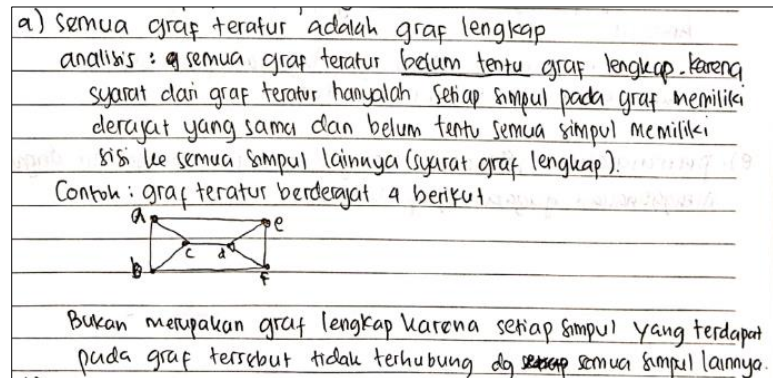 a) Semua graf teratur adalah graf lengkap
analisis : semua graf teratur belum tentu graf lengkap. Karena
syarat dari graf teratur hanyalah setiap simpul pada graf memiliki
derajat yang sama dan belum tentu semua simpul memiliki
sisi ke semua simpul lainnya (syarat graf lengkap).
Contoh : graf teratur berderajat 4 berikut
a e
c d
b f
Bukan merupakan graf lengkap karena setiap simpul yang terdapat
pada graf tersebut tidak terhubung dg semua simpul lainnya.